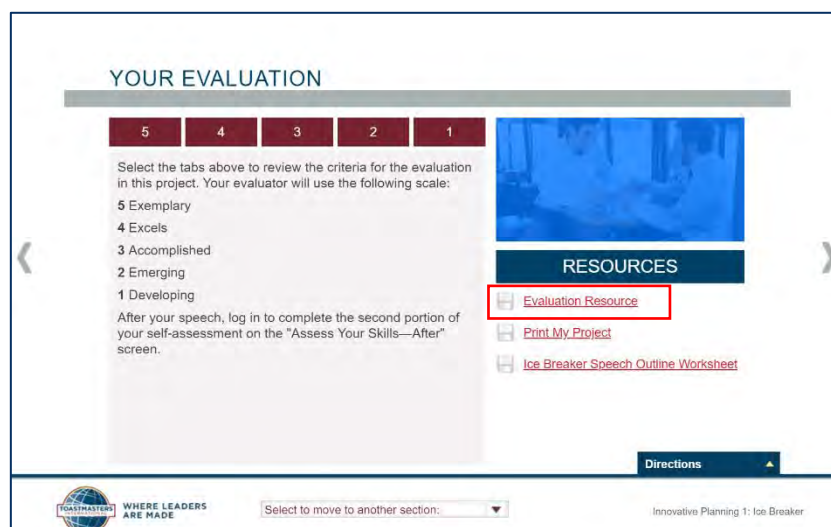 YOUR EVALUATION
5 4 3 2 1
Select the tabs above to review the criteria for the evaluation
in this project. Your evaluator will use the following scale:
5 Exemplary
4 Excels
3 Accomplished
2 Emerging
1 Developing
After your speech, log in to complete the second portion of
your self-assessment on the "Assess Your Skills—After"
screen.
RESOURCES
Evaluation Resource
Print My Project
Ice Breaker Speech Outline Worksheet
Directions
TOASTMASTERS
INTERNATIONAL
WHERE LEADERS
ARE MADE
Select to move to another section:
Innovative Planning 1: Ice Breaker